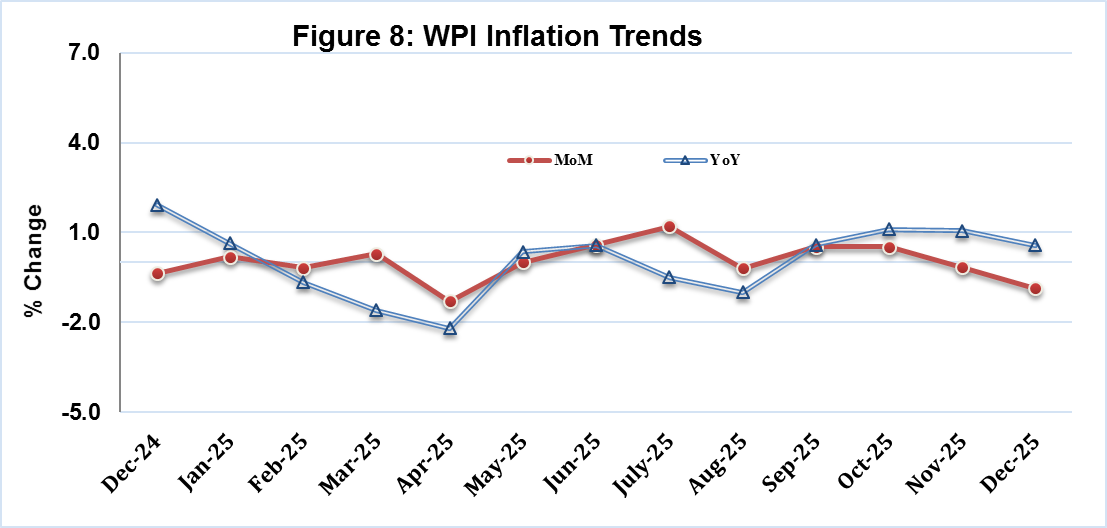 Figure 8: WPI Inflation Trends
7.0
4.0
1.0
-2.0
-5.0
% Change
MoM
YoY
Dec-24
Jan-25
Feb-25
Mar-25
Apr-25
May-25
Jun-25
July-25
Aug-25
Sep-25
Oct-25
Nov-25
Dec-25